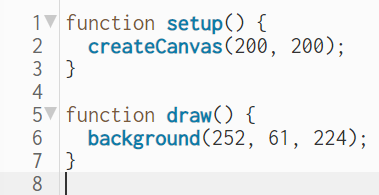 1 function setup() {
2   createCanvas(200, 200);
3 }
4
5 function draw() {
6   background(252, 61, 224);
7 }
8